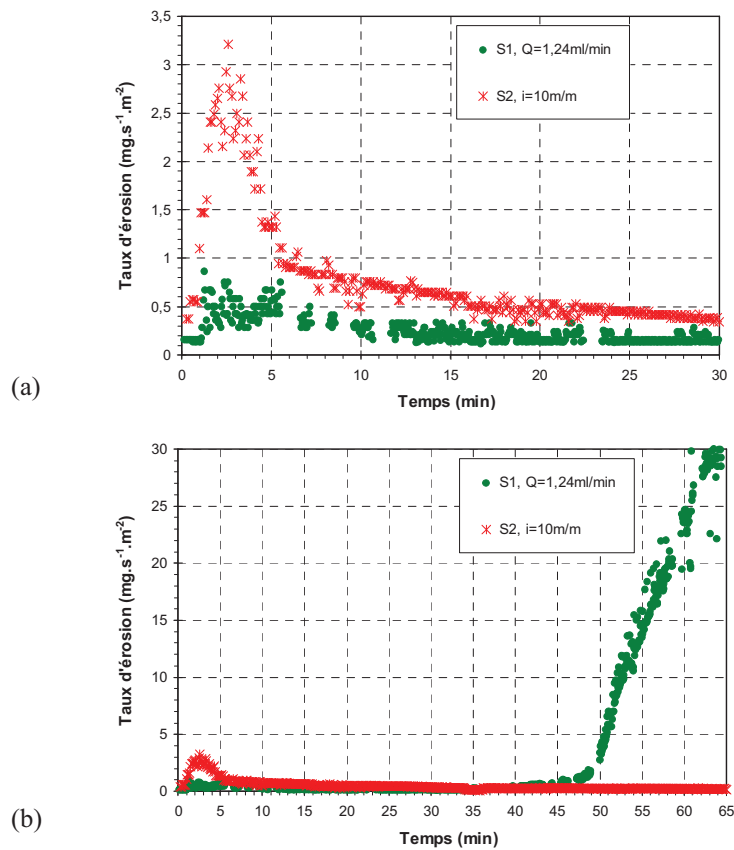 3,5
3
2,5
2
1,5
1
0,5
0
Taux d'érosion (mg.s⁻¹.m⁻²)
S1, Q=1,24ml/min
S2, i=10m/m
0 5 10 15 20 25 30
Temps (min)
(a)
30
25
20
15
10
5
0
Taux d'érosion (mg.s⁻¹.m⁻²)
S1, Q=1,24ml/min
S2, i=10m/m
0 5 10 15 20 25 30 35 40 45 50 55 60 65
Temps (min)
(b)